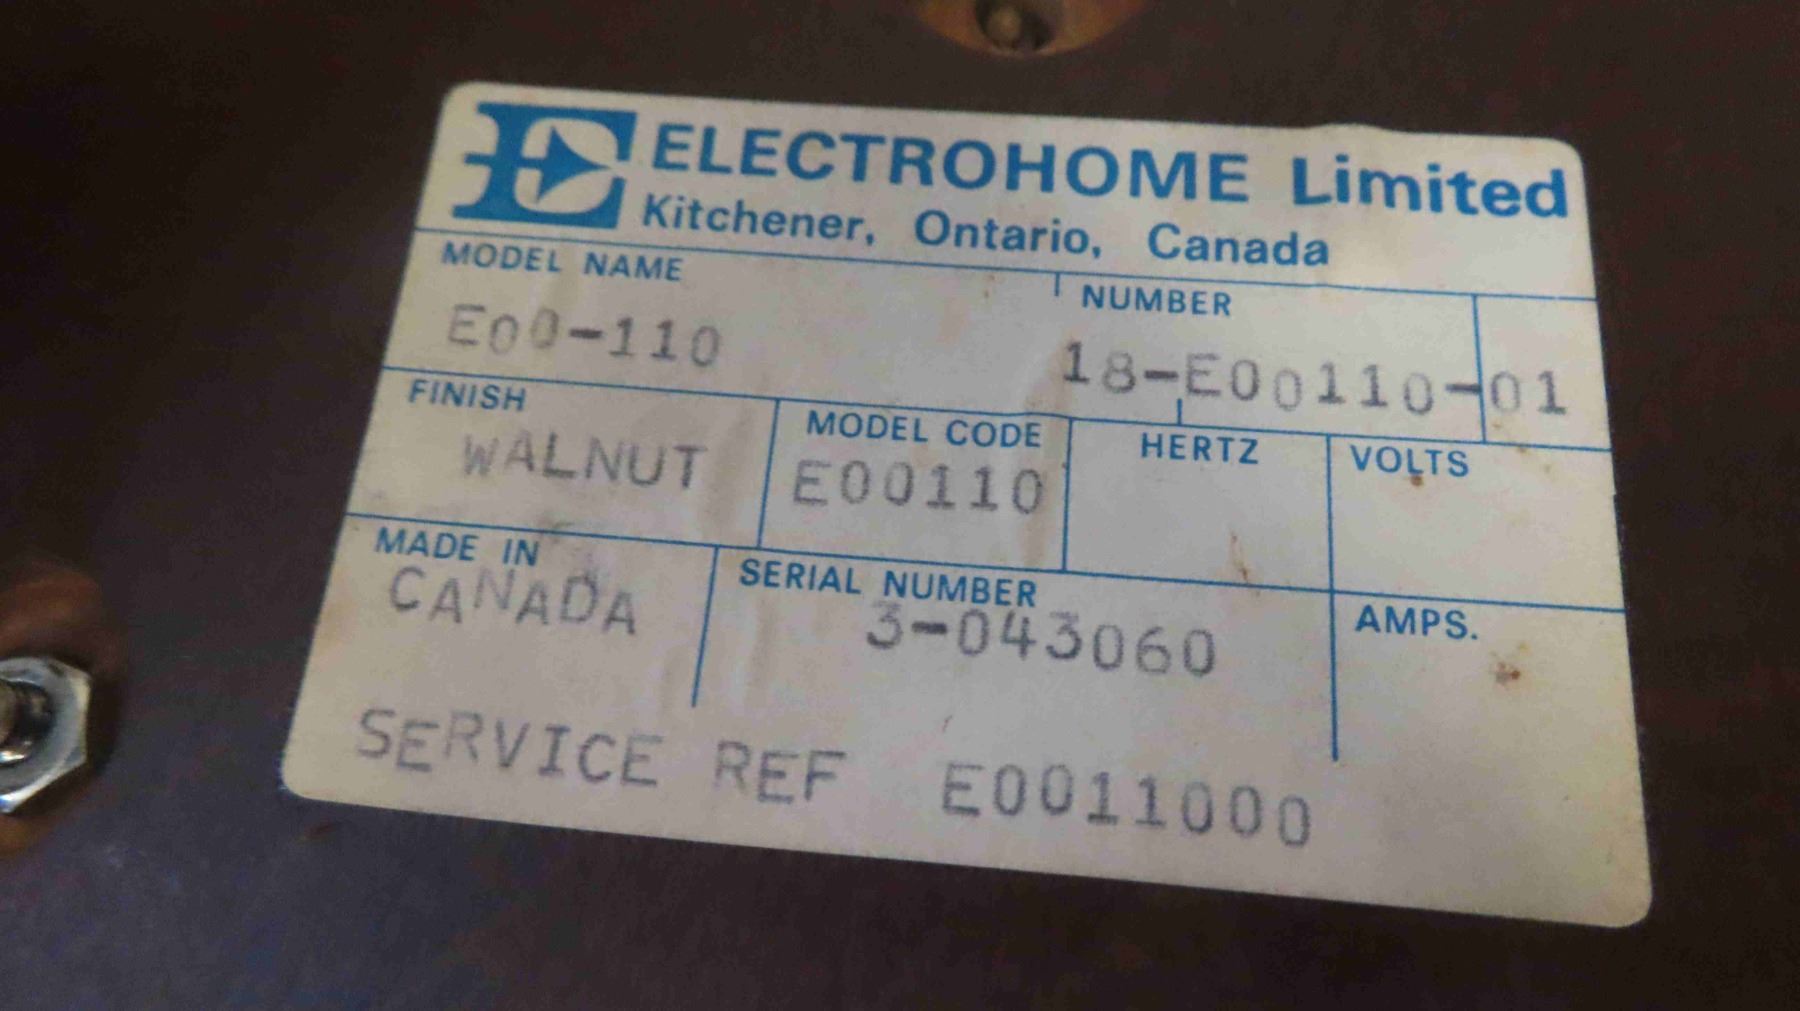 ELECTROHOME Limited
Kitchener, Ontario, Canada
MODEL NAME NUMBER
E00-110 18-E00110-01
FINISH MODEL CODE HERTZ VOLTS
WALNUT E00110
MADE IN SERIAL NUMBER AMPS.
CANADA 3-043060
SERVICE REF E0011000